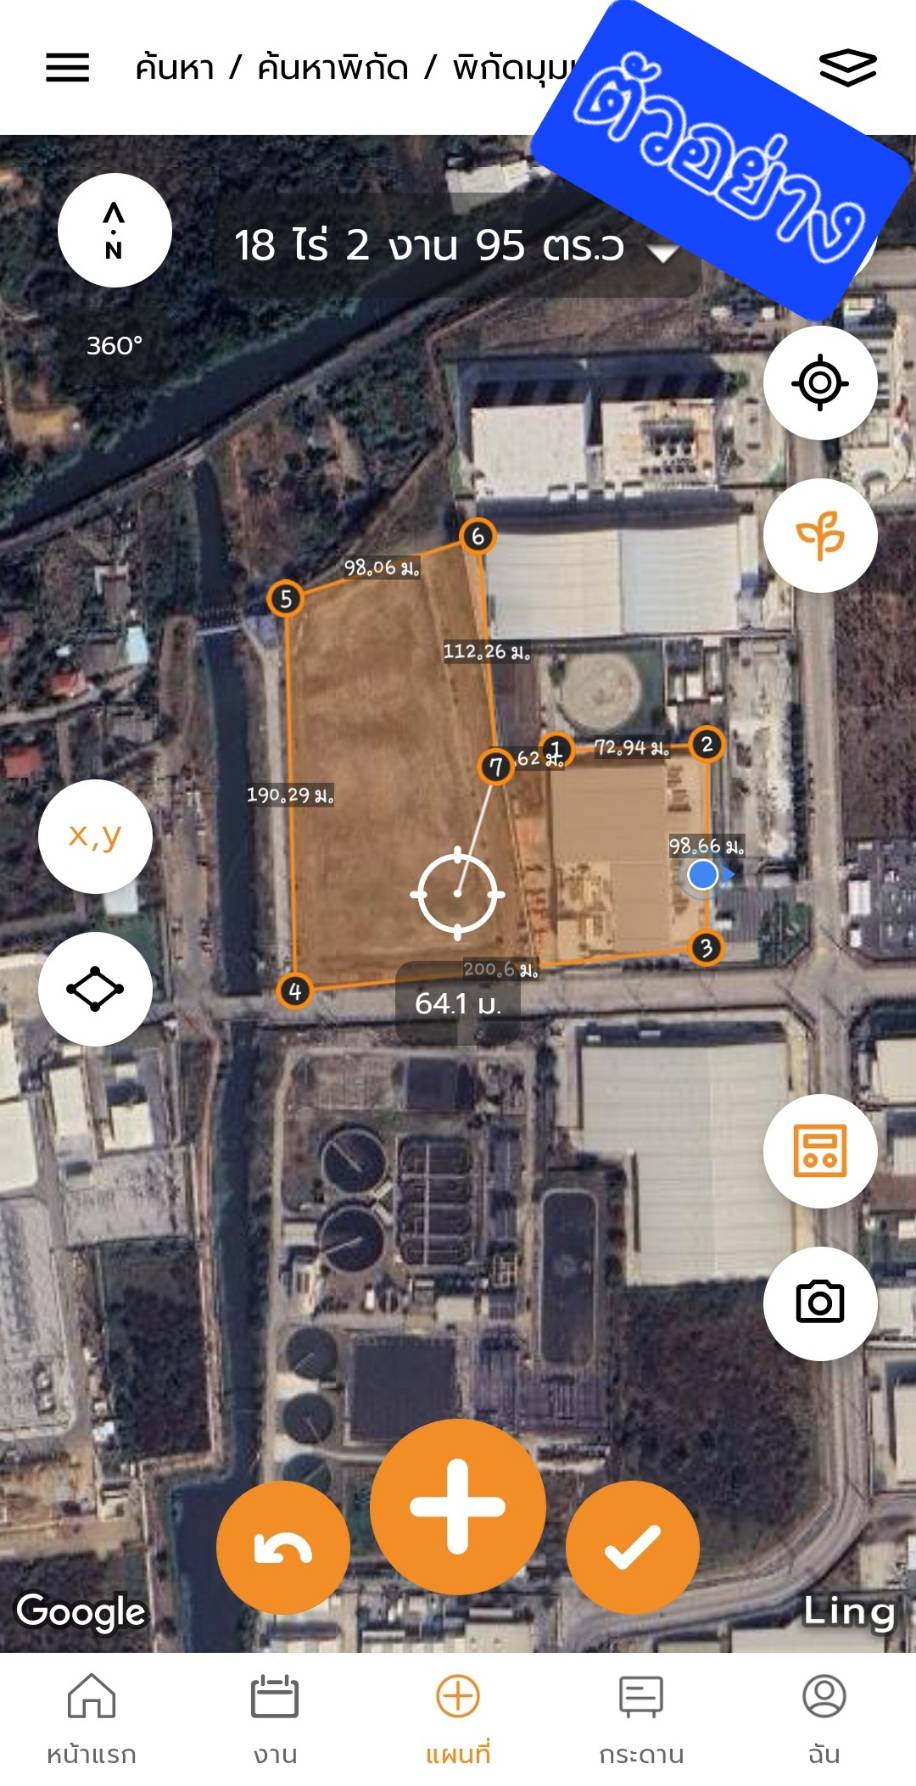 ค้นหา / ค้นหาพิกัด / พิกัดมุม
ตัวอย่าง
N
18 ไร่ 2 งาน 95 ตร.ว
360°
6
98.06 ม.
5
112.26 ม.
1
72.94 ม.
2
7
.62 ม.
190.29 ม.
x,y
98.66 ม.
3
200.6 ม.
4
64.1 ม.
Google
Ling
หน้าแรก
งาน
แผนที่
กระดาน
ฉัน